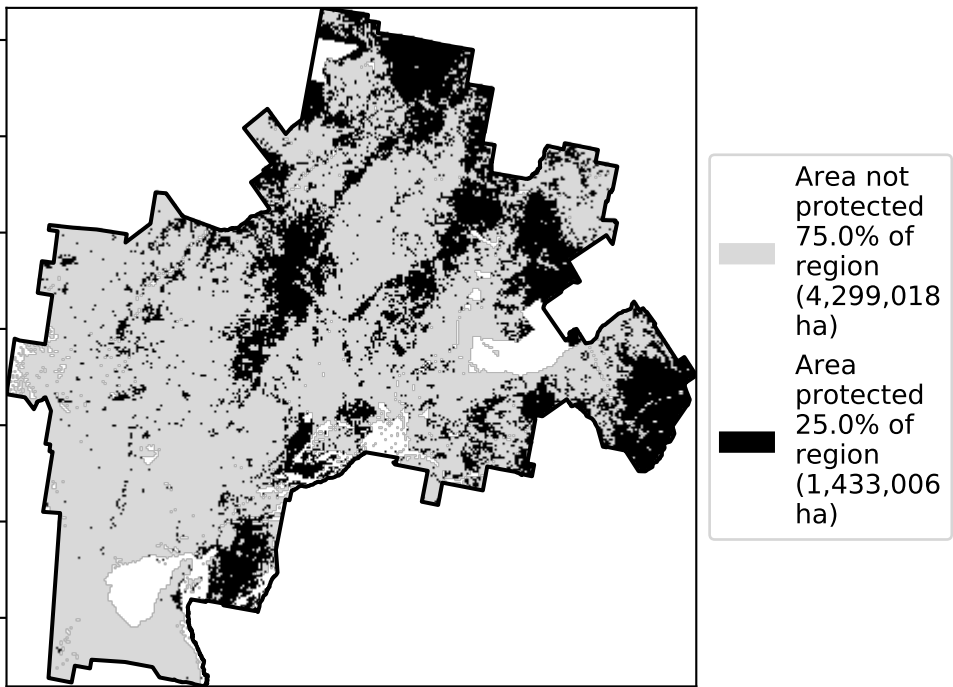 Area not
protected
75.0% of
region
(4,299,018
ha)
Area
protected
25.0% of
region
(1,433,006
ha)